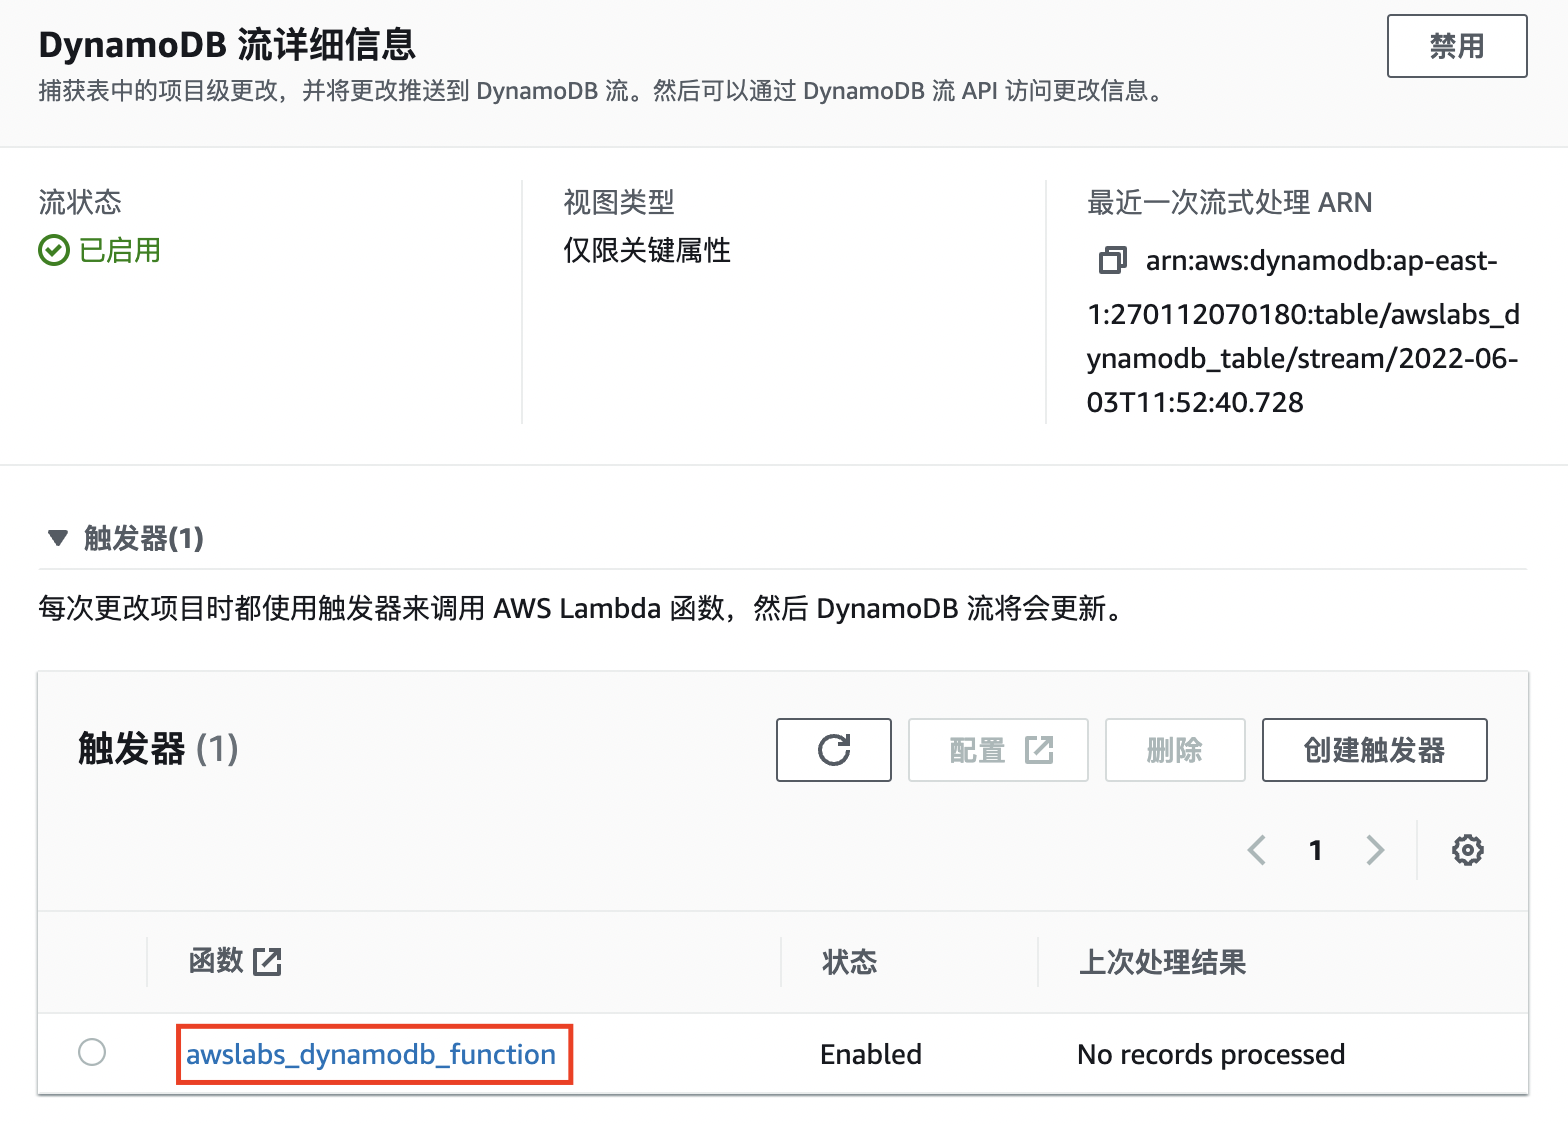 DynamoDB 流详细信息
禁用
捕获表中的项目级更改，并将更改推送到 DynamoDB 流。然后可以通过 DynamoDB 流 API 访问更改信息。
流状态
已启用
视图类型
仅限关键属性
最近一次流式处理 ARN
arn:aws:dynamodb:ap-east-
1:270112070180:table/awslabs_d
ynamodb_table/stream/2022-06-
03T11:52:40.728
触发器(1)
每次更改项目时都使用触发器来调用 AWS Lambda 函数，然后 DynamoDB 流将会更新。
触发器 (1)
配置
删除
创建触发器
1
函数
状态
上次处理结果
awslabs_dynamodb_function
Enabled
No records processed